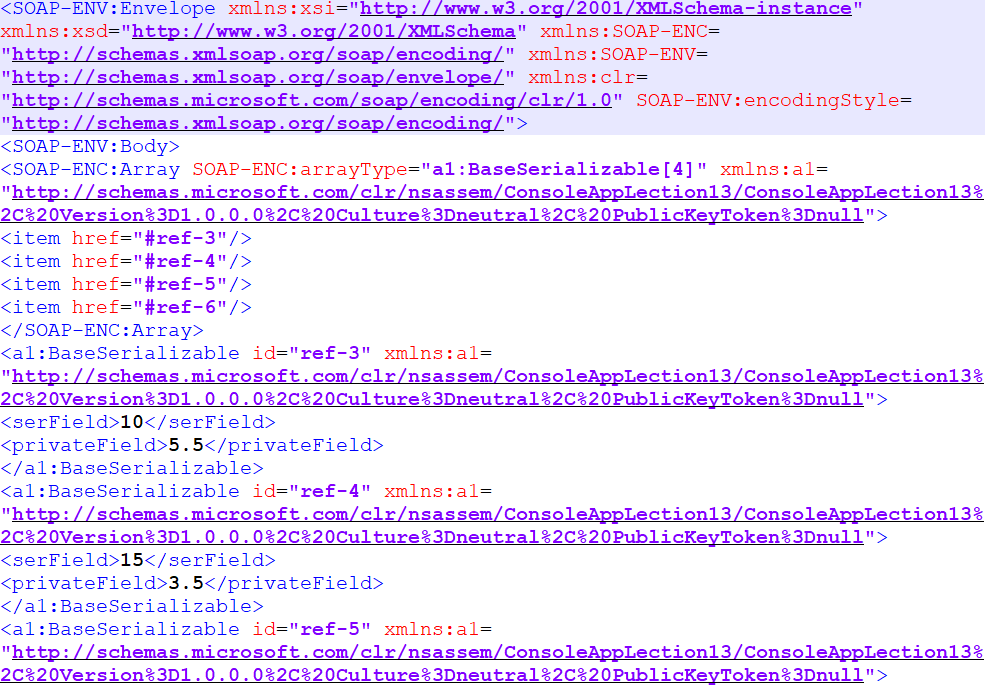 <SOAP-ENV:Envelope xmlns:xsi="http://www.w3.org/2001/XMLSchema-instance"
xmlns:xsd="http://www.w3.org/2001/XMLSchema" xmlns:SOAP-ENC=
"http://schemas.xmlsoap.org/soap/encoding/" xmlns:SOAP-ENV=
"http://schemas.xmlsoap.org/soap/envelope/" xmlns:clr=
"http://schemas.microsoft.com/soap/encoding/clr/1.0" SOAP-ENV:encodingStyle=
"http://schemas.xmlsoap.org/soap/encoding/">
<SOAP-ENV:Body>
<SOAP-ENC:Array SOAP-ENC:arrayType="a1:BaseSerializable[4]" xmlns:a1=
"http://schemas.microsoft.com/clr/nsassem/ConsoleAppLection13/ConsoleAppLection13%
2C%20Version%3D1.0.0.0%2C%20Culture%3Dneutral%2C%20PublicKeyToken%3Dnull">
<item href="#ref-3"/>
<item href="#ref-4"/>
<item href="#ref-5"/>
<item href="#ref-6"/>
</SOAP-ENC:Array>
<a1:BaseSerializable id="ref-3" xmlns:a1=
"http://schemas.microsoft.com/clr/nsassem/ConsoleAppLection13/ConsoleAppLection13%
2C%20Version%3D1.0.0.0%2C%20Culture%3Dneutral%2C%20PublicKeyToken%3Dnull">
<serField>10</serField>
<privateField>5.5</privateField>
</a1:BaseSerializable>
<a1:BaseSerializable id="ref-4" xmlns:a1=
"http://schemas.microsoft.com/clr/nsassem/ConsoleAppLection13/ConsoleAppLection13%
2C%20Version%3D1.0.0.0%2C%20Culture%3Dneutral%2C%20PublicKeyToken%3Dnull">
<serField>15</serField>
<privateField>3.5</privateField>
</a1:BaseSerializable>
<a1:BaseSerializable id="ref-5" xmlns:a1=
"http://schemas.microsoft.com/clr/nsassem/ConsoleAppLection13/ConsoleAppLection13%
2C%20Version%3D1.0.0.0%2C%20Culture%3Dneutral%2C%20PublicKeyToken%3Dnull">